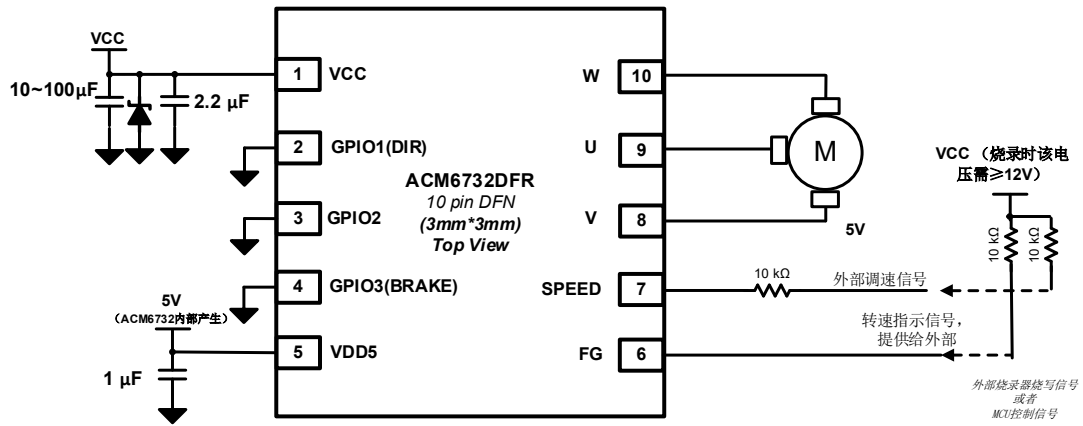 VCC
10~100μF
2.2 μF
1
VCC
2
GPIO1(DIR)
3
GPIO2
4
GPIO3(BRAKE)
5V
（ACM6732内部产生）
5
VDD5
1 μF
ACM6732DFR
10 pin DFN
(3mm*3mm)
Top View
W
10
U
9
V
8
SPEED
7
FG
6
M
5V
10 kΩ
外部调速信号
转速指示信号，
提供给外部
VCC （烧录时该电
压需≥12V）
10 kΩ
10 kΩ
外部烧录器烧写信号
或者
MCU控制信号